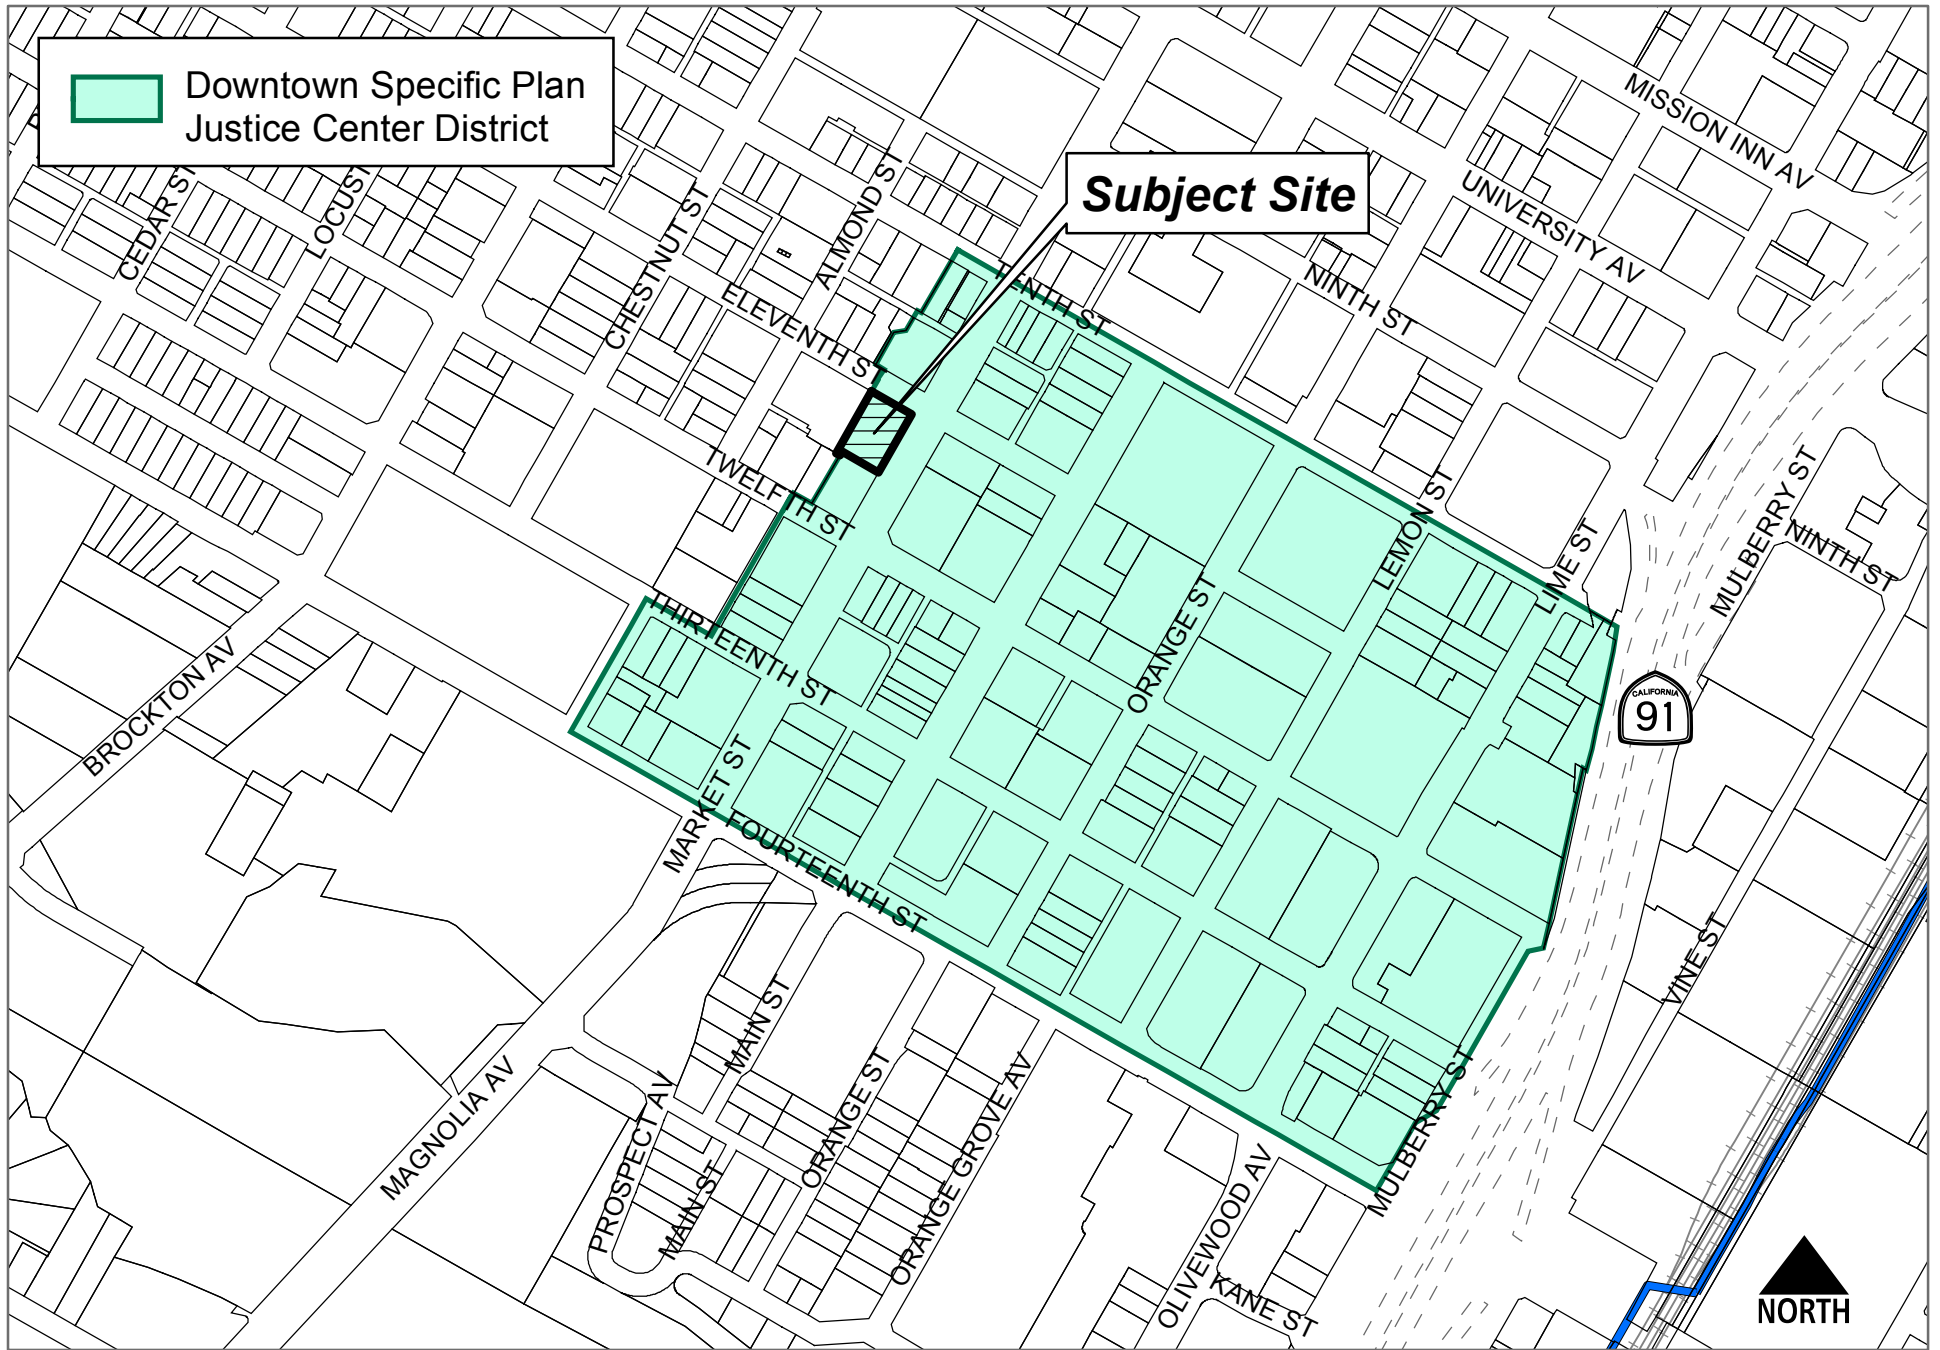 Downtown Specific Plan
Justice Center District
Subject Site
MISSION INN AV
UNIVERSITY AV
NINTH ST
TENTH ST
CEDAR ST
LOCUST
CHESTNUT ST
ALMOND ST
ELEVENTH S
TWELFTH ST
THIRTEENTH ST
FOURTEENTH ST
LEMON ST
LIME ST
ORANGE ST
MULBERRY ST
NINTH ST
CALIFORNIA
91
BROCKTON AV
MARKET ST
MAGNOLIA AV
PROSPECT AV
MAIN ST
MAIN ST
ORANGE ST
ORANGE GROVE AV
OLIVEWOOD AV
KANE ST
MULBERRY ST
VINE ST
NORTH